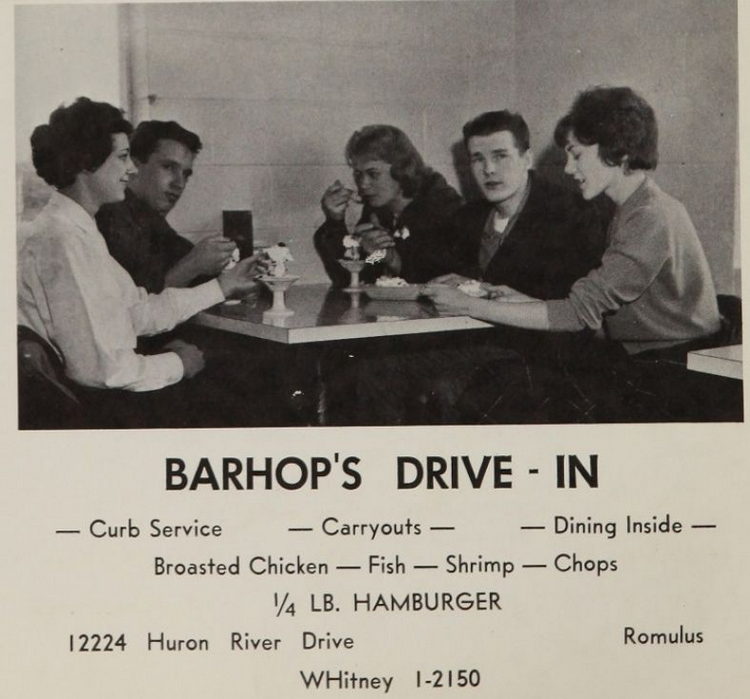 BARHOP'S DRIVE - IN
— Curb Service — Carryouts — — Dining Inside —
Broasted Chicken — Fish — Shrimp — Chops
1/4 LB. HAMBURGER
12224 Huron River Drive Romulus
WHitney 1-2150